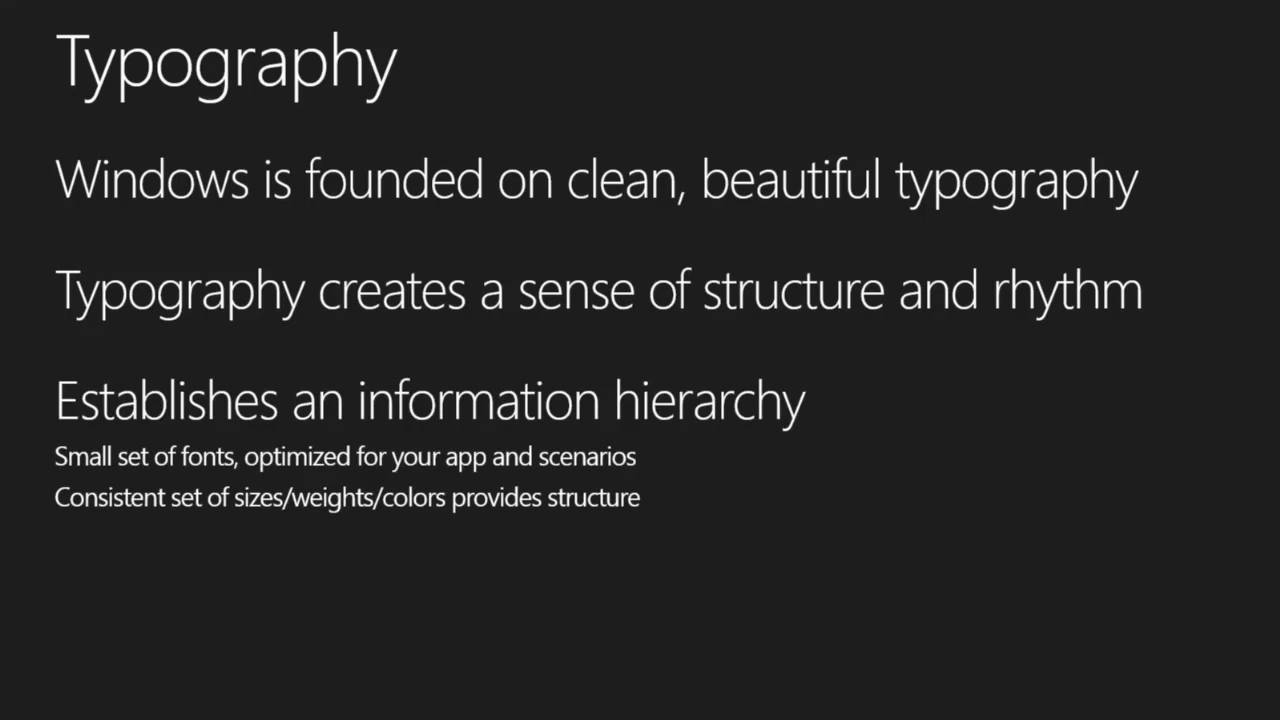 Typography
Windows is founded on clean, beautiful typography
Typography creates a sense of structure and rhythm
Establishes an information hierarchy
Small set of fonts, optimized for your app and scenarios
Consistent set of sizes/weights/colors provides structure